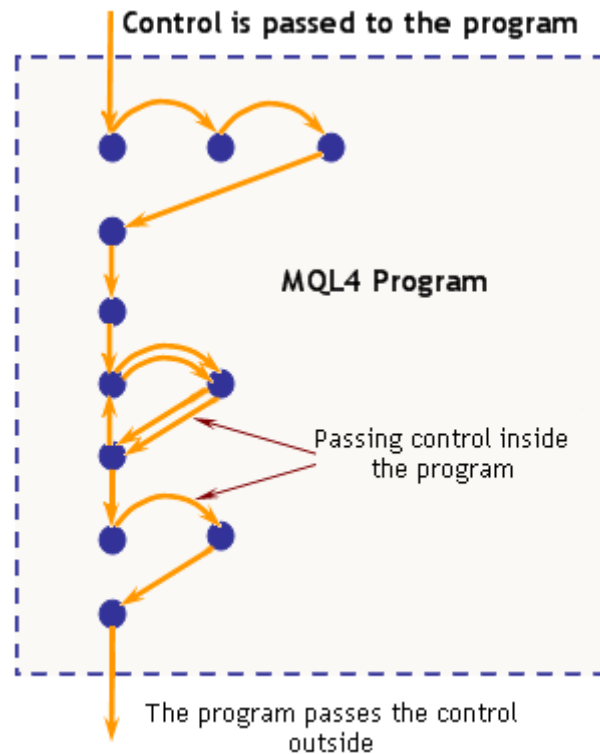 Control is passed to the program
MQL4 Program
Passing control inside
the program
The program passes the control
outside